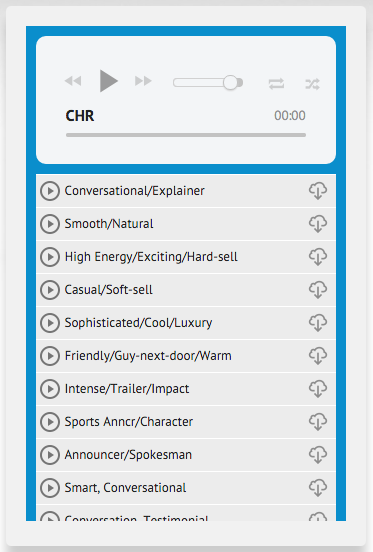 CHR 00:00
Conversational/Explainer
Smooth/Natural
High Energy/Exciting/Hard-sell
Casual/Soft-sell
Sophisticated/Cool/Luxury
Friendly/Guy-next-door/Warm
Intense/Trailer/Impact
Sports Anncr/Character
Announcer/Spokesman
Smart, Conversational
Conversation, Testimonial